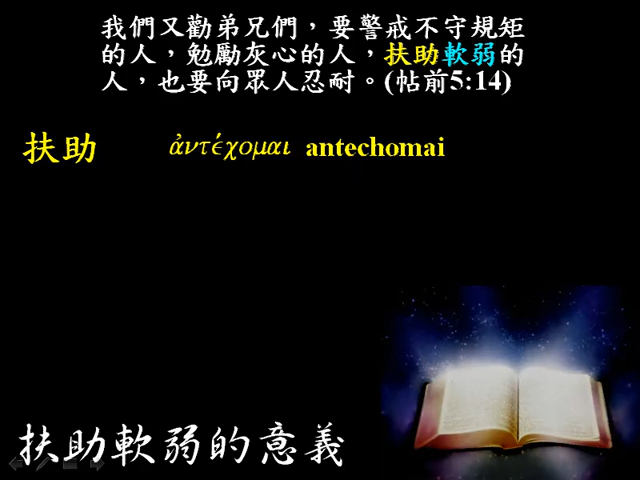 我們又勸弟兄們，要警戒不守規矩
的人，勉勵灰心的人，扶助軟弱的
人，也要向眾人忍耐。(帖前5:14)
扶助 ἀντέχομαι antechomai
扶助軟弱的意義